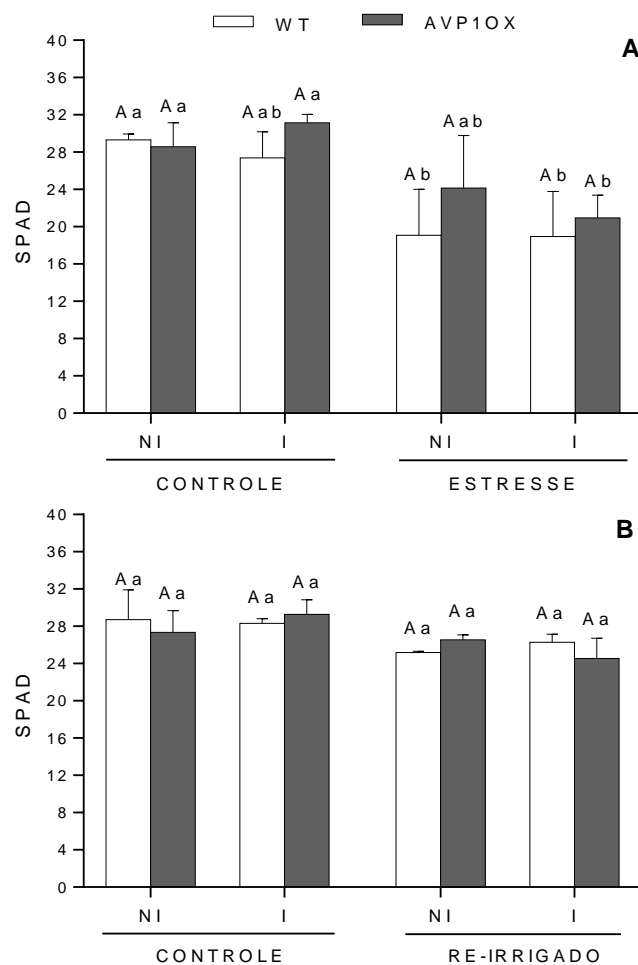 WT AVP1OX
A
40
36
32
28
24
20
16
12
8
4
0
SPAD
A a A a A ab A a A b A ab A b A b
NI I NI I
CONTROLE ESTRESSE
B
40
36
32
28
24
20
16
12
8
4
0
SPAD
A a A a A a A a A a A a A a A a
NI I NI I
CONTROLE RE-IRRIGADO